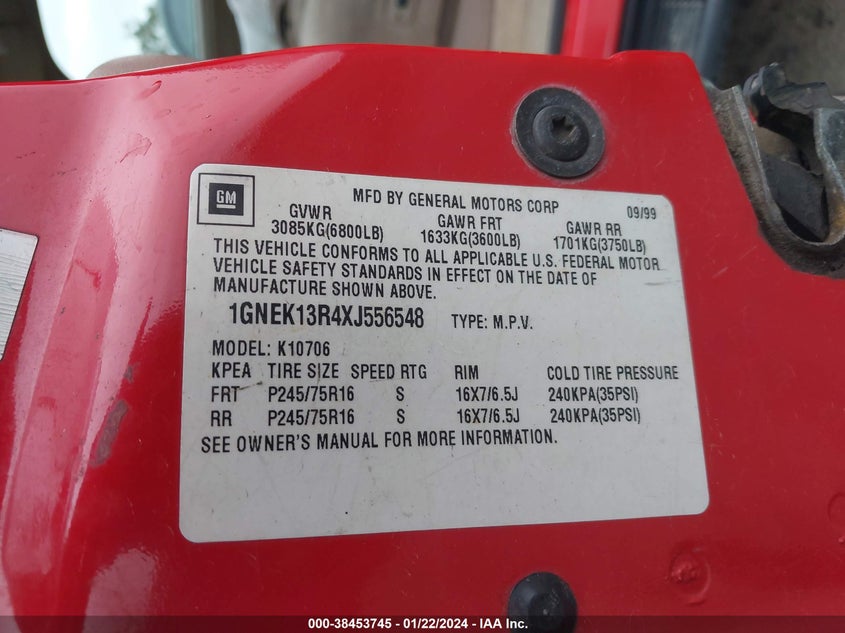 GM
MFD BY GENERAL MOTORS CORP 09/99
GVWR GAWR FRT GAWR RR
3085KG(6800LB) 1633KG(3600LB) 1701KG(3750LB)
THIS VEHICLE CONFORMS TO ALL APPLICABLE U.S. FEDERAL MOTOR
VEHICLE SAFETY STANDARDS IN EFFECT ON THE DATE OF
MANUFACTURE SHOWN ABOVE.
1GNEK13R4XJ556548 TYPE: M.P.V.
MODEL: K10706
KPEA TIRE SIZE SPEED RTG RIM COLD TIRE PRESSURE
FRT P245/75R16 S 16X7/6.5J 240KPA(35PSI)
RR P245/75R16 S 16X7/6.5J 240KPA(35PSI)
SEE OWNER'S MANUAL FOR MORE INFORMATION.
000-38453745 - 01/22/2024 - IAA Inc.